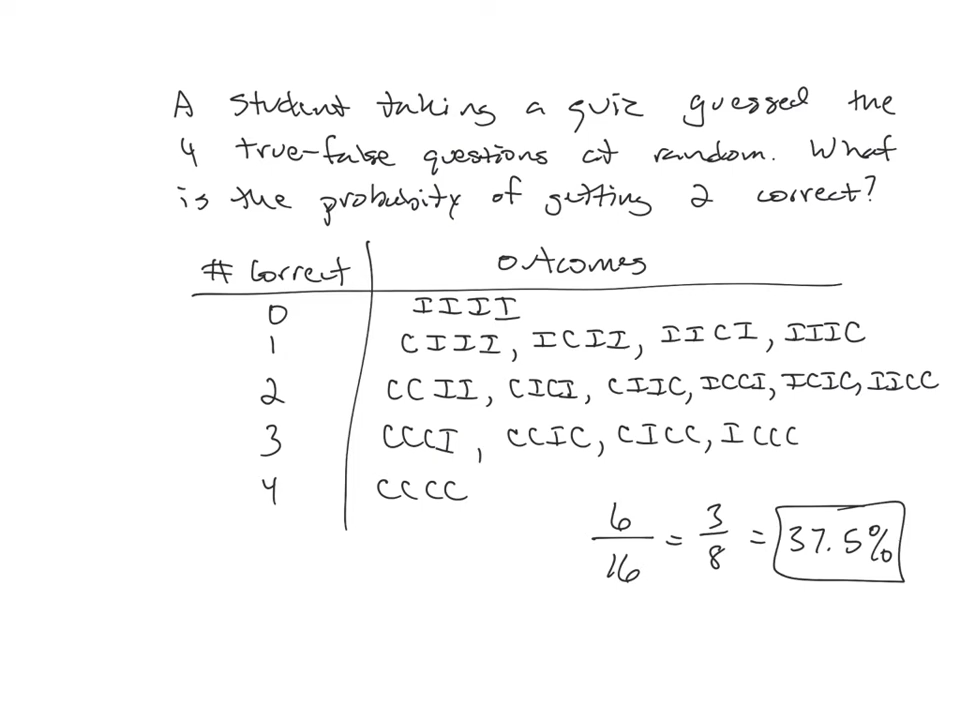 A student taking a quiz guessed the
4 true-false questions at random. What
is the probability of getting 2 correct?
# Correct | Outcomes
0 IIII
1 CIII, ICII, IICI, IIIC
2 CCII, CICI, CIIC, ICCI, ICIC, IICC
3 CCCI, CCIC, CICC, ICCC
4 CCCC
6/16 = 3/8 = 37.5%